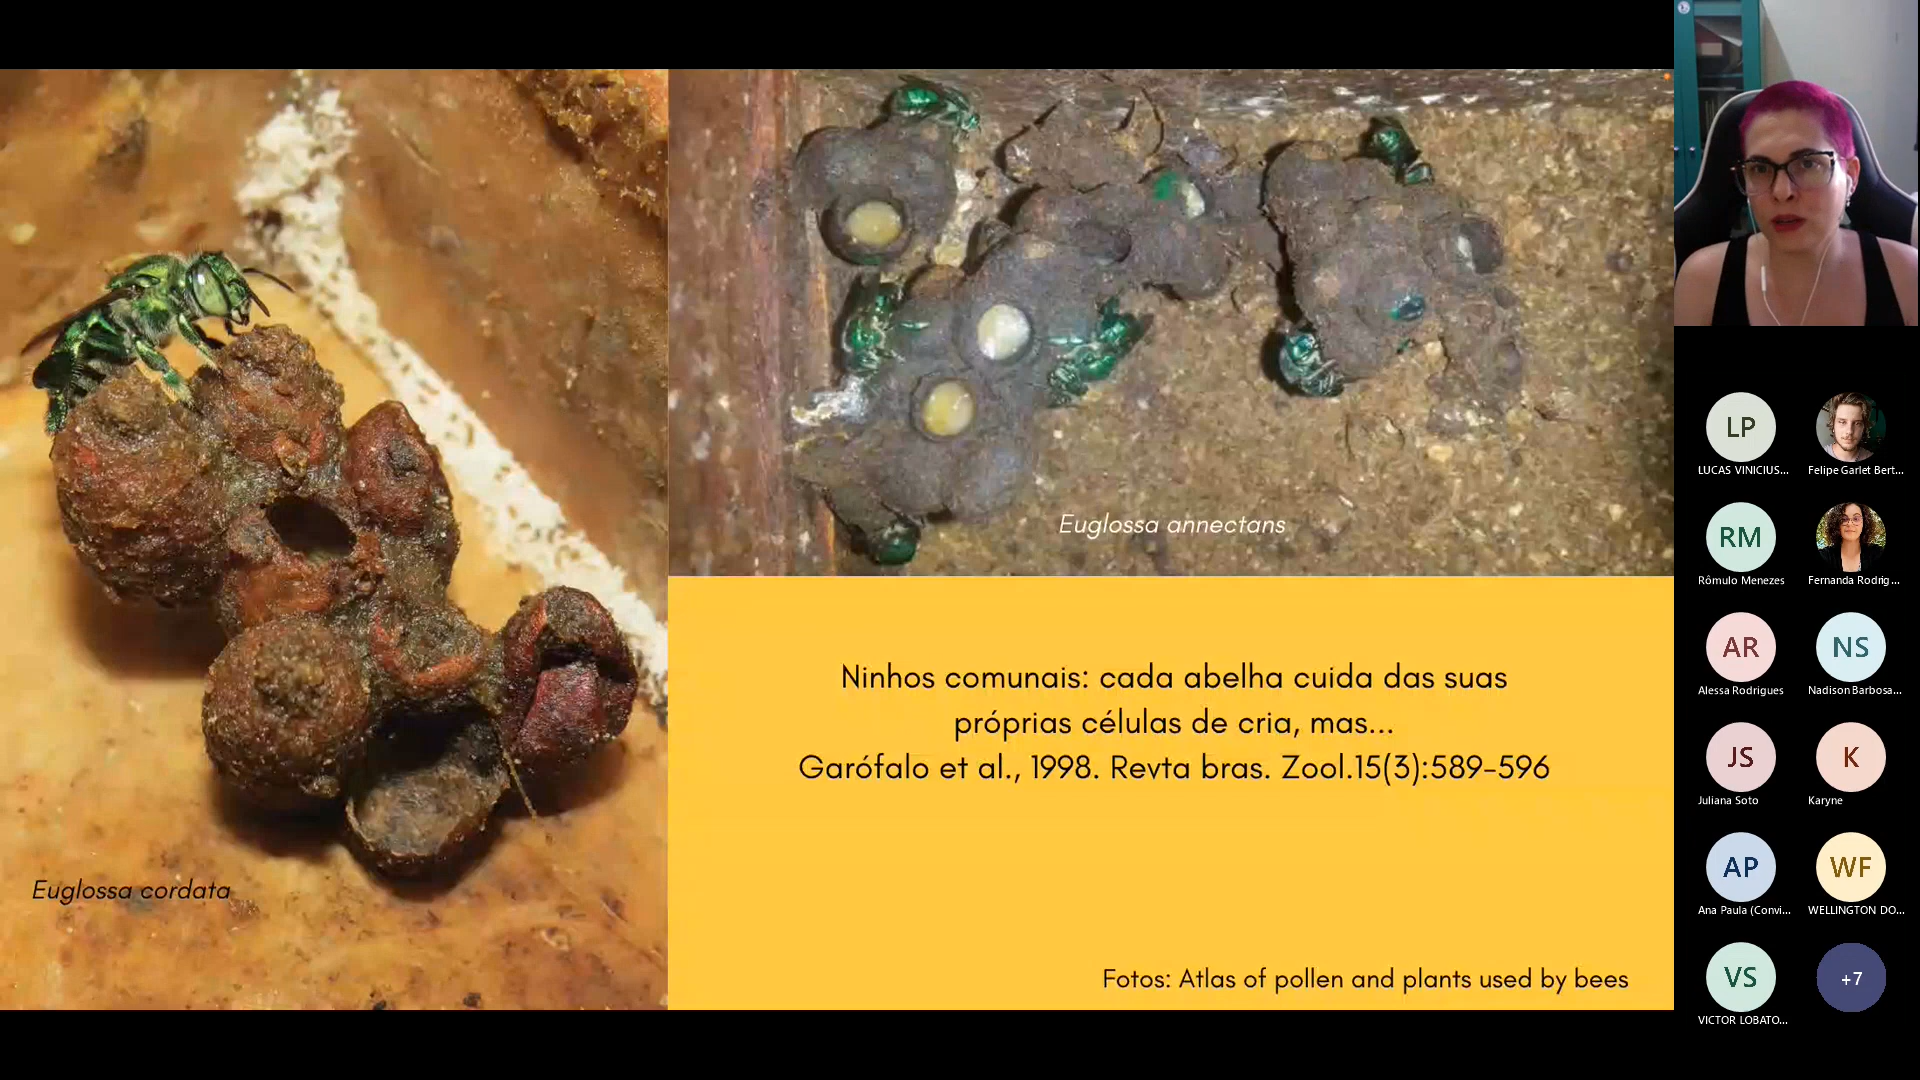 Euglossa cordata
Euglossa annectans
Ninhos comunais: cada abelha cuida das suas
próprias células de cria, mas...
Garófalo et al., 1998. Revta bras. Zool.15(3):589-596
Fotos: Atlas of pollen and plants used by bees
LP
LUCAS VINICIUS...
Felipe Garlet Bert...
RM
Rômulo Menezes
Fernanda Rodrig...
AR
Alessa Rodrigues
NS
Nadison Barbosa...
JS
Juliana Soto
K
Karyne
AP
Ana Paula (Convi...
WF
WELLINGTON DO...
VS
VICTOR LOBATO...
+7